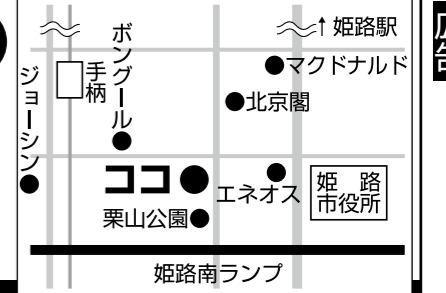 広告
↑姫路駅
●マクドナルド
●北京閣
ボングール●
手柄
ジョーシン●
ココ●
エネオス
姫路
市役所
栗山公園●
姫路南ランプ